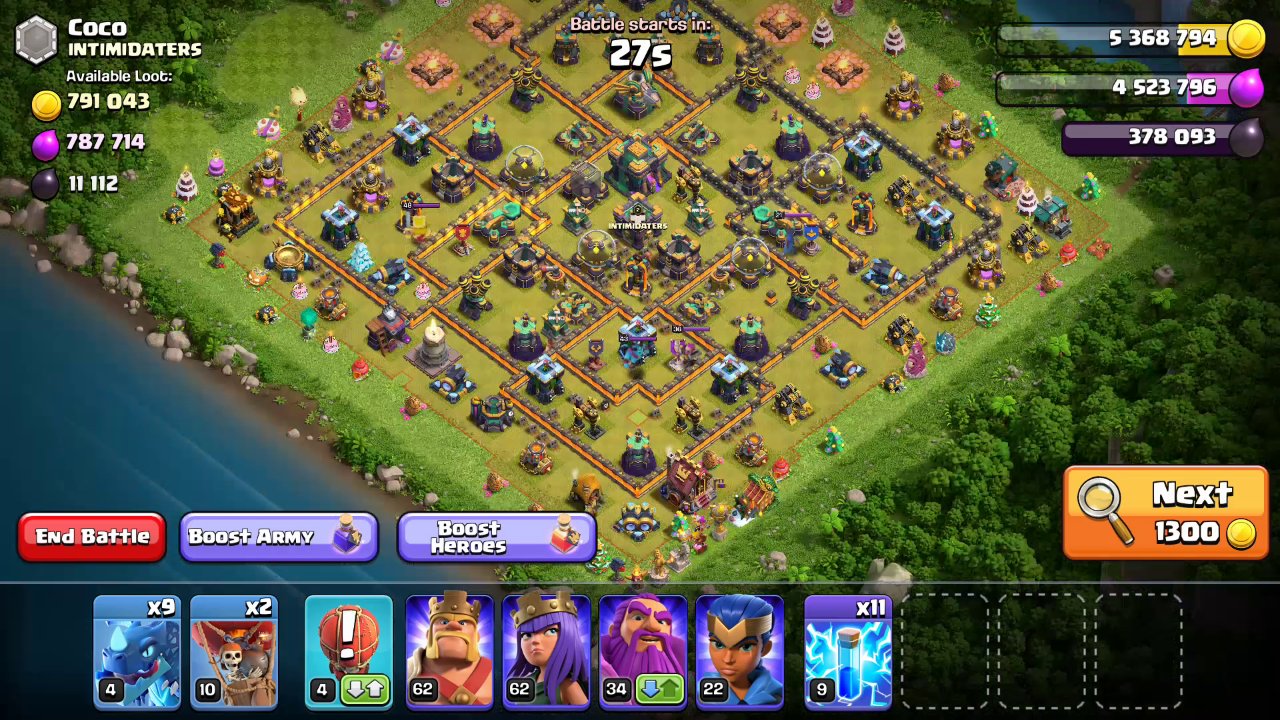 Coco
INTIMIDATERS
Available Loot:
791 043
787 714
11 112
Battle starts in:
27s
5 368 794
4 523 796
378 093
INTIMIDATERS
End Battle
Boost Army
Boost
Heroes
Next
1300
x9
x2
x11
4
10
!
4
62
62
34
22
9